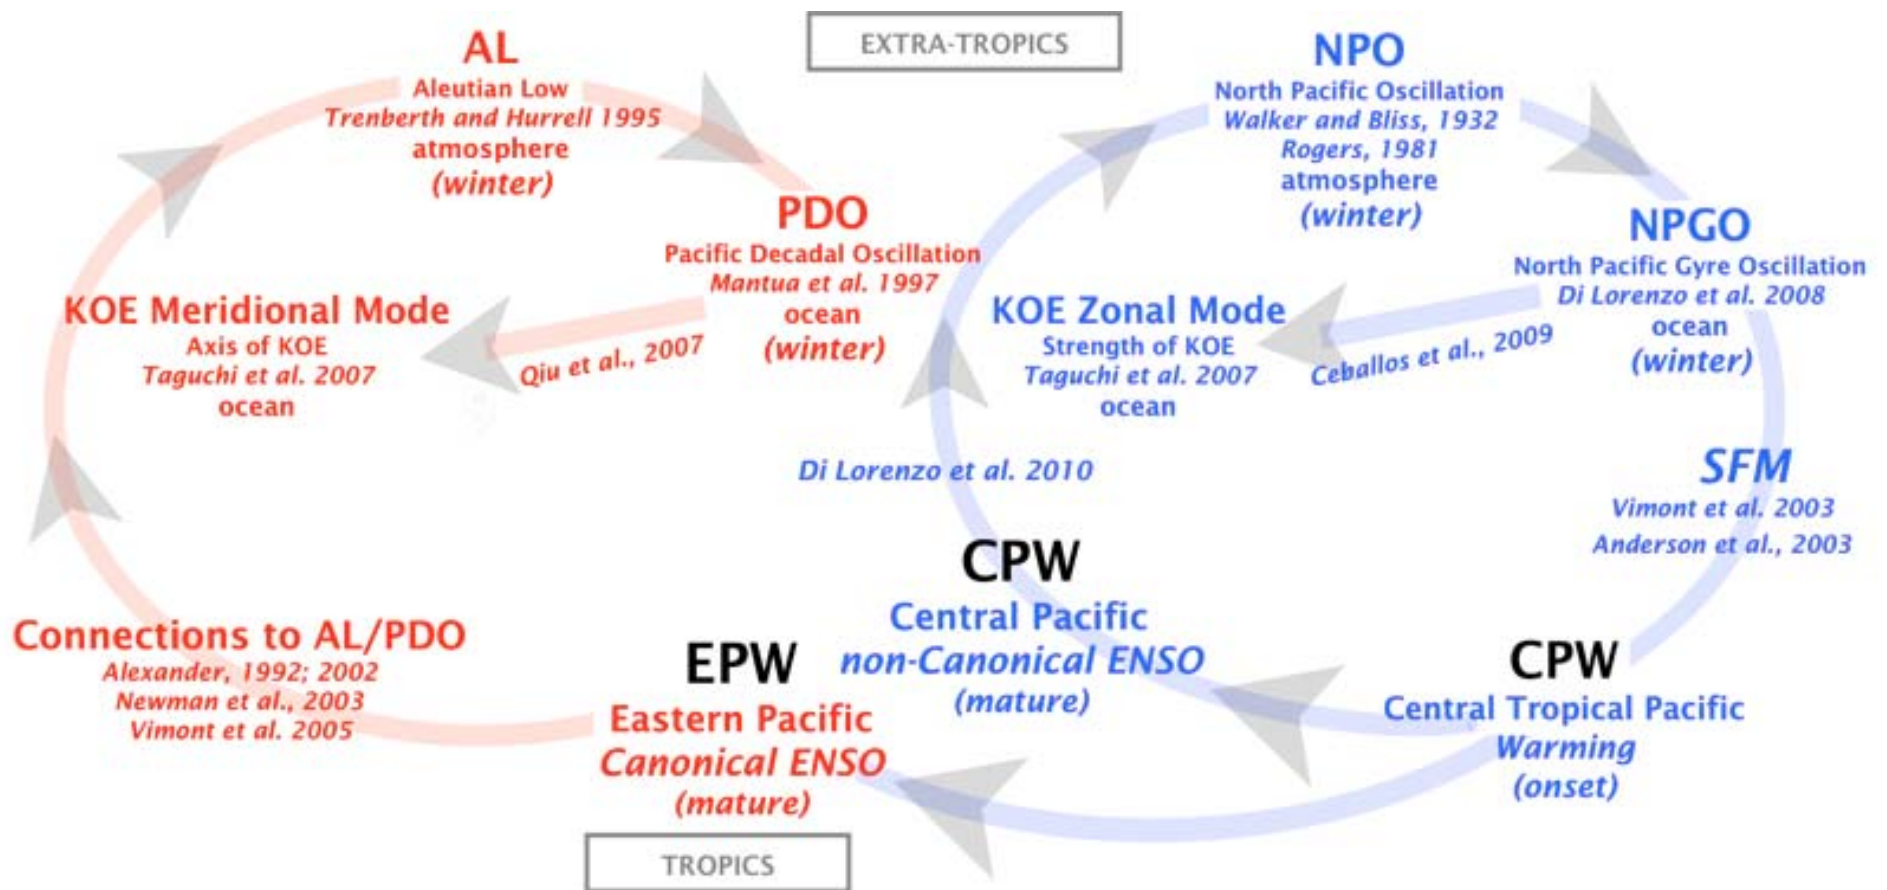 EXTRA-TROPICS
AL
Aleutian Low
Trenberth and Hurrell 1995
atmosphere
(winter)
PDO
Pacific Decadal Oscillation
Mantua et al. 1997
ocean
(winter)
KOE Meridional Mode
Axis of KOE
Taguchi et al. 2007
ocean
Qiu et al., 2007
NPO
North Pacific Oscillation
Walker and Bliss, 1932
Rogers, 1981
atmosphere
(winter)
NPGO
North Pacific Gyre Oscillation
Di Lorenzo et al. 2008
ocean
(winter)
KOE Zonal Mode
Strength of KOE
Taguchi et al. 2007
ocean
Ceballos et al., 2009
Di Lorenzo et al. 2010
SFM
Vimont et al. 2003
Anderson et al., 2003
CPW
Central Pacific
non-Canonical ENSO
(mature)
CPW
Central Tropical Pacific
Warming
(onset)
Connections to AL/PDO
Alexander, 1992; 2002
Newman et al., 2003
Vimont et al. 2005
EPW
Eastern Pacific
Canonical ENSO
(mature)
TROPICS